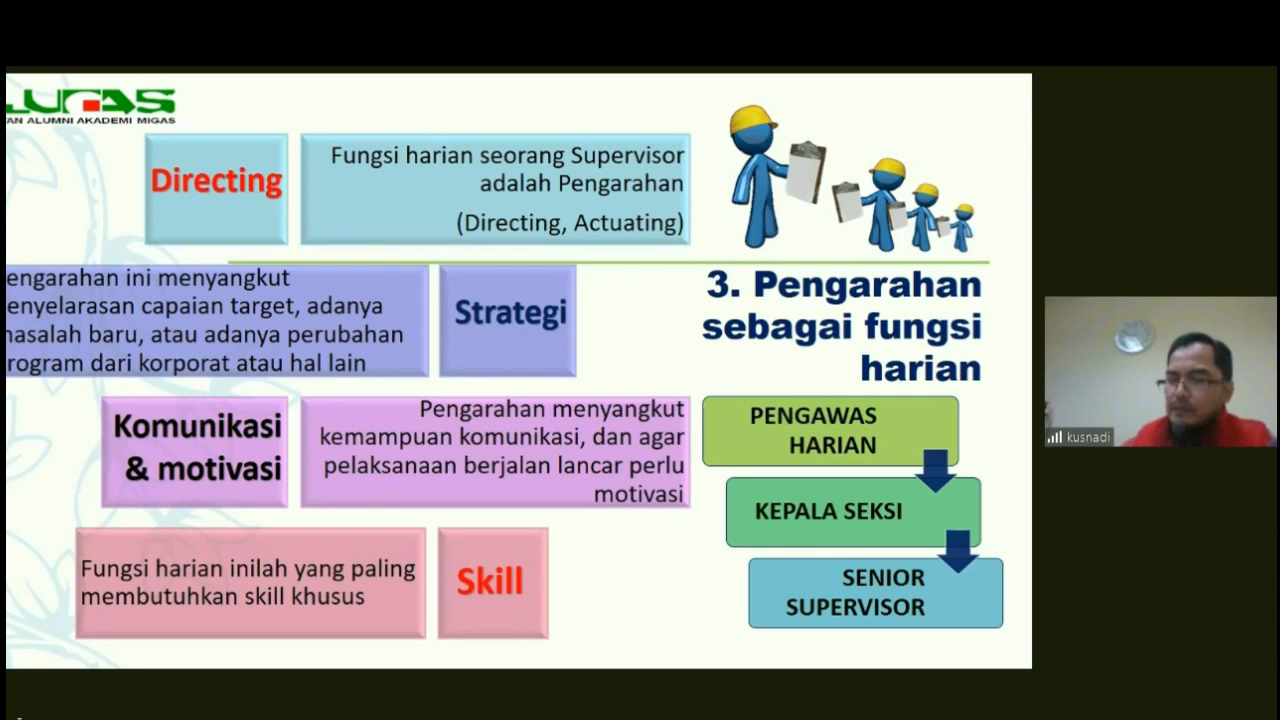 AN ALUMNI AKADEMI MIGAS
Directing
Fungsi harian seorang Supervisor
adalah Pengarahan
(Directing, Actuating)
engarahan ini menyangkut
enyelarasan capaian target, adanya
masalah baru, atau adanya perubahan
rogram dari korporat atau hal lain
Strategi
Komunikasi
& motivasi
Pengarahan menyangkut
kemampuan komunikasi, dan agar
pelaksanaan berjalan lancar perlu
motivasi
Fungsi harian inilah yang paling
membutuhkan skill khusus
Skill
3. Pengarahan
sebagai fungsi
harian
PENGAWAS
HARIAN
KEPALA SEKSI
SENIOR
SUPERVISOR
kusnadi